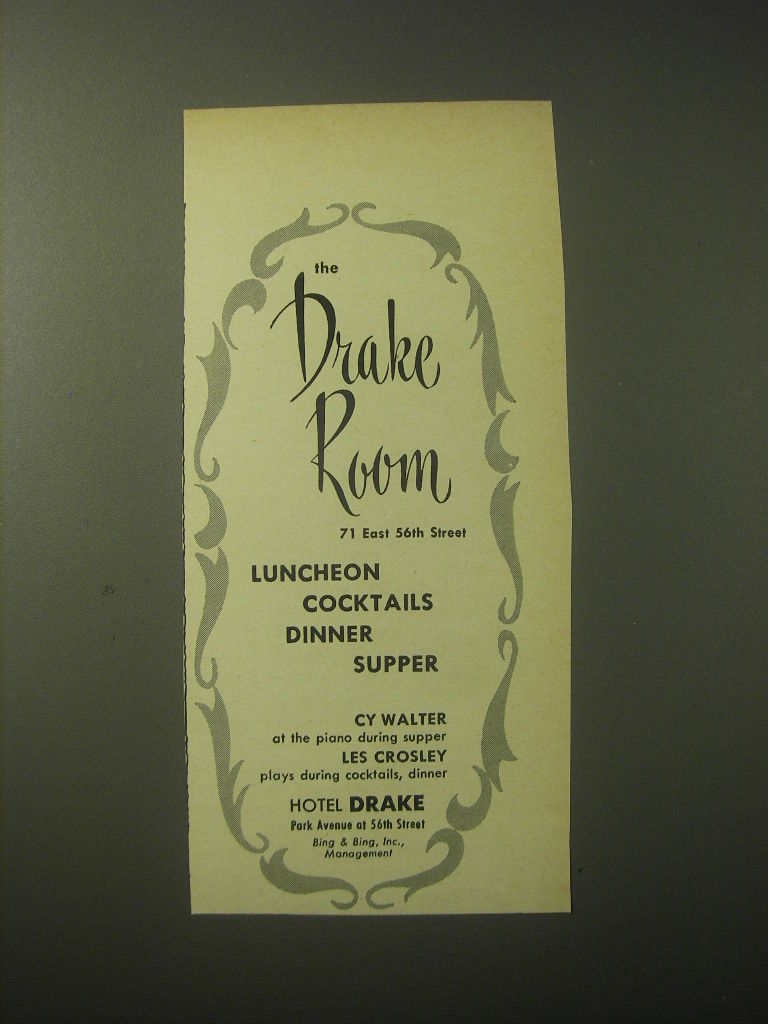 the
Drake
Room
71 East 56th Street
LUNCHEON
COCKTAILS
DINNER
SUPPER
CY WALTER
at the piano during supper
LES CROSLEY
plays during cocktails, dinner
HOTEL DRAKE
Park Avenue at 56th Street
Bing & Bing, Inc.,
Management